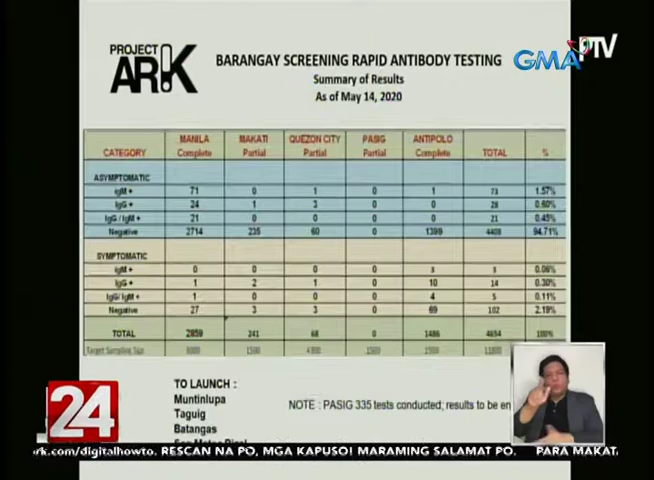 PROJECT
ARK
BARANGAY SCREENING RAPID ANTIBODY TESTING
Summary of Results
As of May 14, 2020
GMA PTV
MANILA MAKATI QUEZON CITY PASIG ANTIPOLO
CATEGORY Complete Partial Partial Partial Complete TOTAL %
ASYMPTOMATIC
IgM + 71 0 1 0 1 73 1.57%
IgG + 24 1 3 0 0 28 0.60%
IgG / IgM + 21 0 0 0 0 21 0.45%
Negative 2714 235 60 0 1399 4408 94.71%
SYMPTOMATIC
IgM + 0 0 0 0 3 3 0.06%
IgG + 1 2 1 0 10 14 0.30%
IgG/ IgM + 1 0 0 0 4 5 0.11%
Negative 27 3 3 0 69 102 2.19%
TOTAL 2859 241 68 0 1486 4654 100%
1500 1500
TO LAUNCH :
Muntinlupa
Taguig
Batangas
NOTE : PASIG 335 tests conducted; results to be en
24
rk.com/digitalhowto. RESCAN NA PO, MGA KAPUSO! MARAMING SALAMAT PO. PARA MAKATA